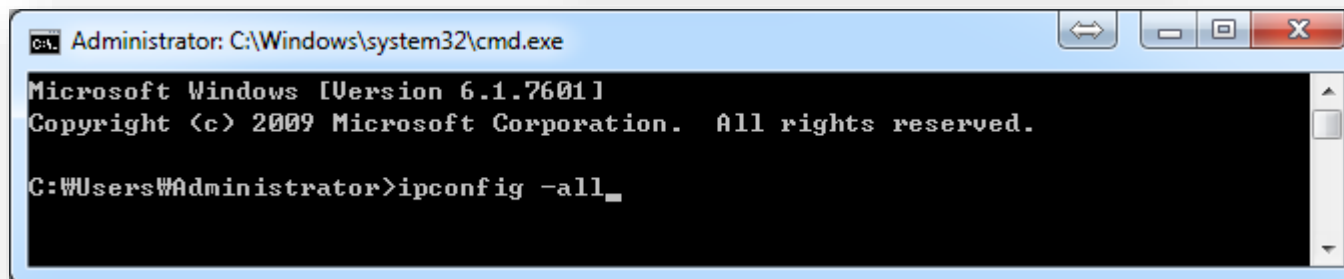 Administrator: C:\Windows\system32\cmd.exe
Microsoft Windows [Version 6.1.7601]
Copyright (c) 2009 Microsoft Corporation.  All rights reserved.
C:₩Users₩Administrator>ipconfig -all_